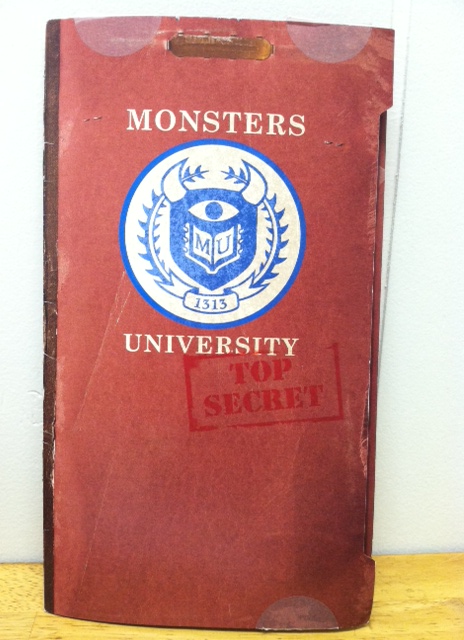 MONSTERS
MU
1313
UNIVERSITY
TOP
SECRET